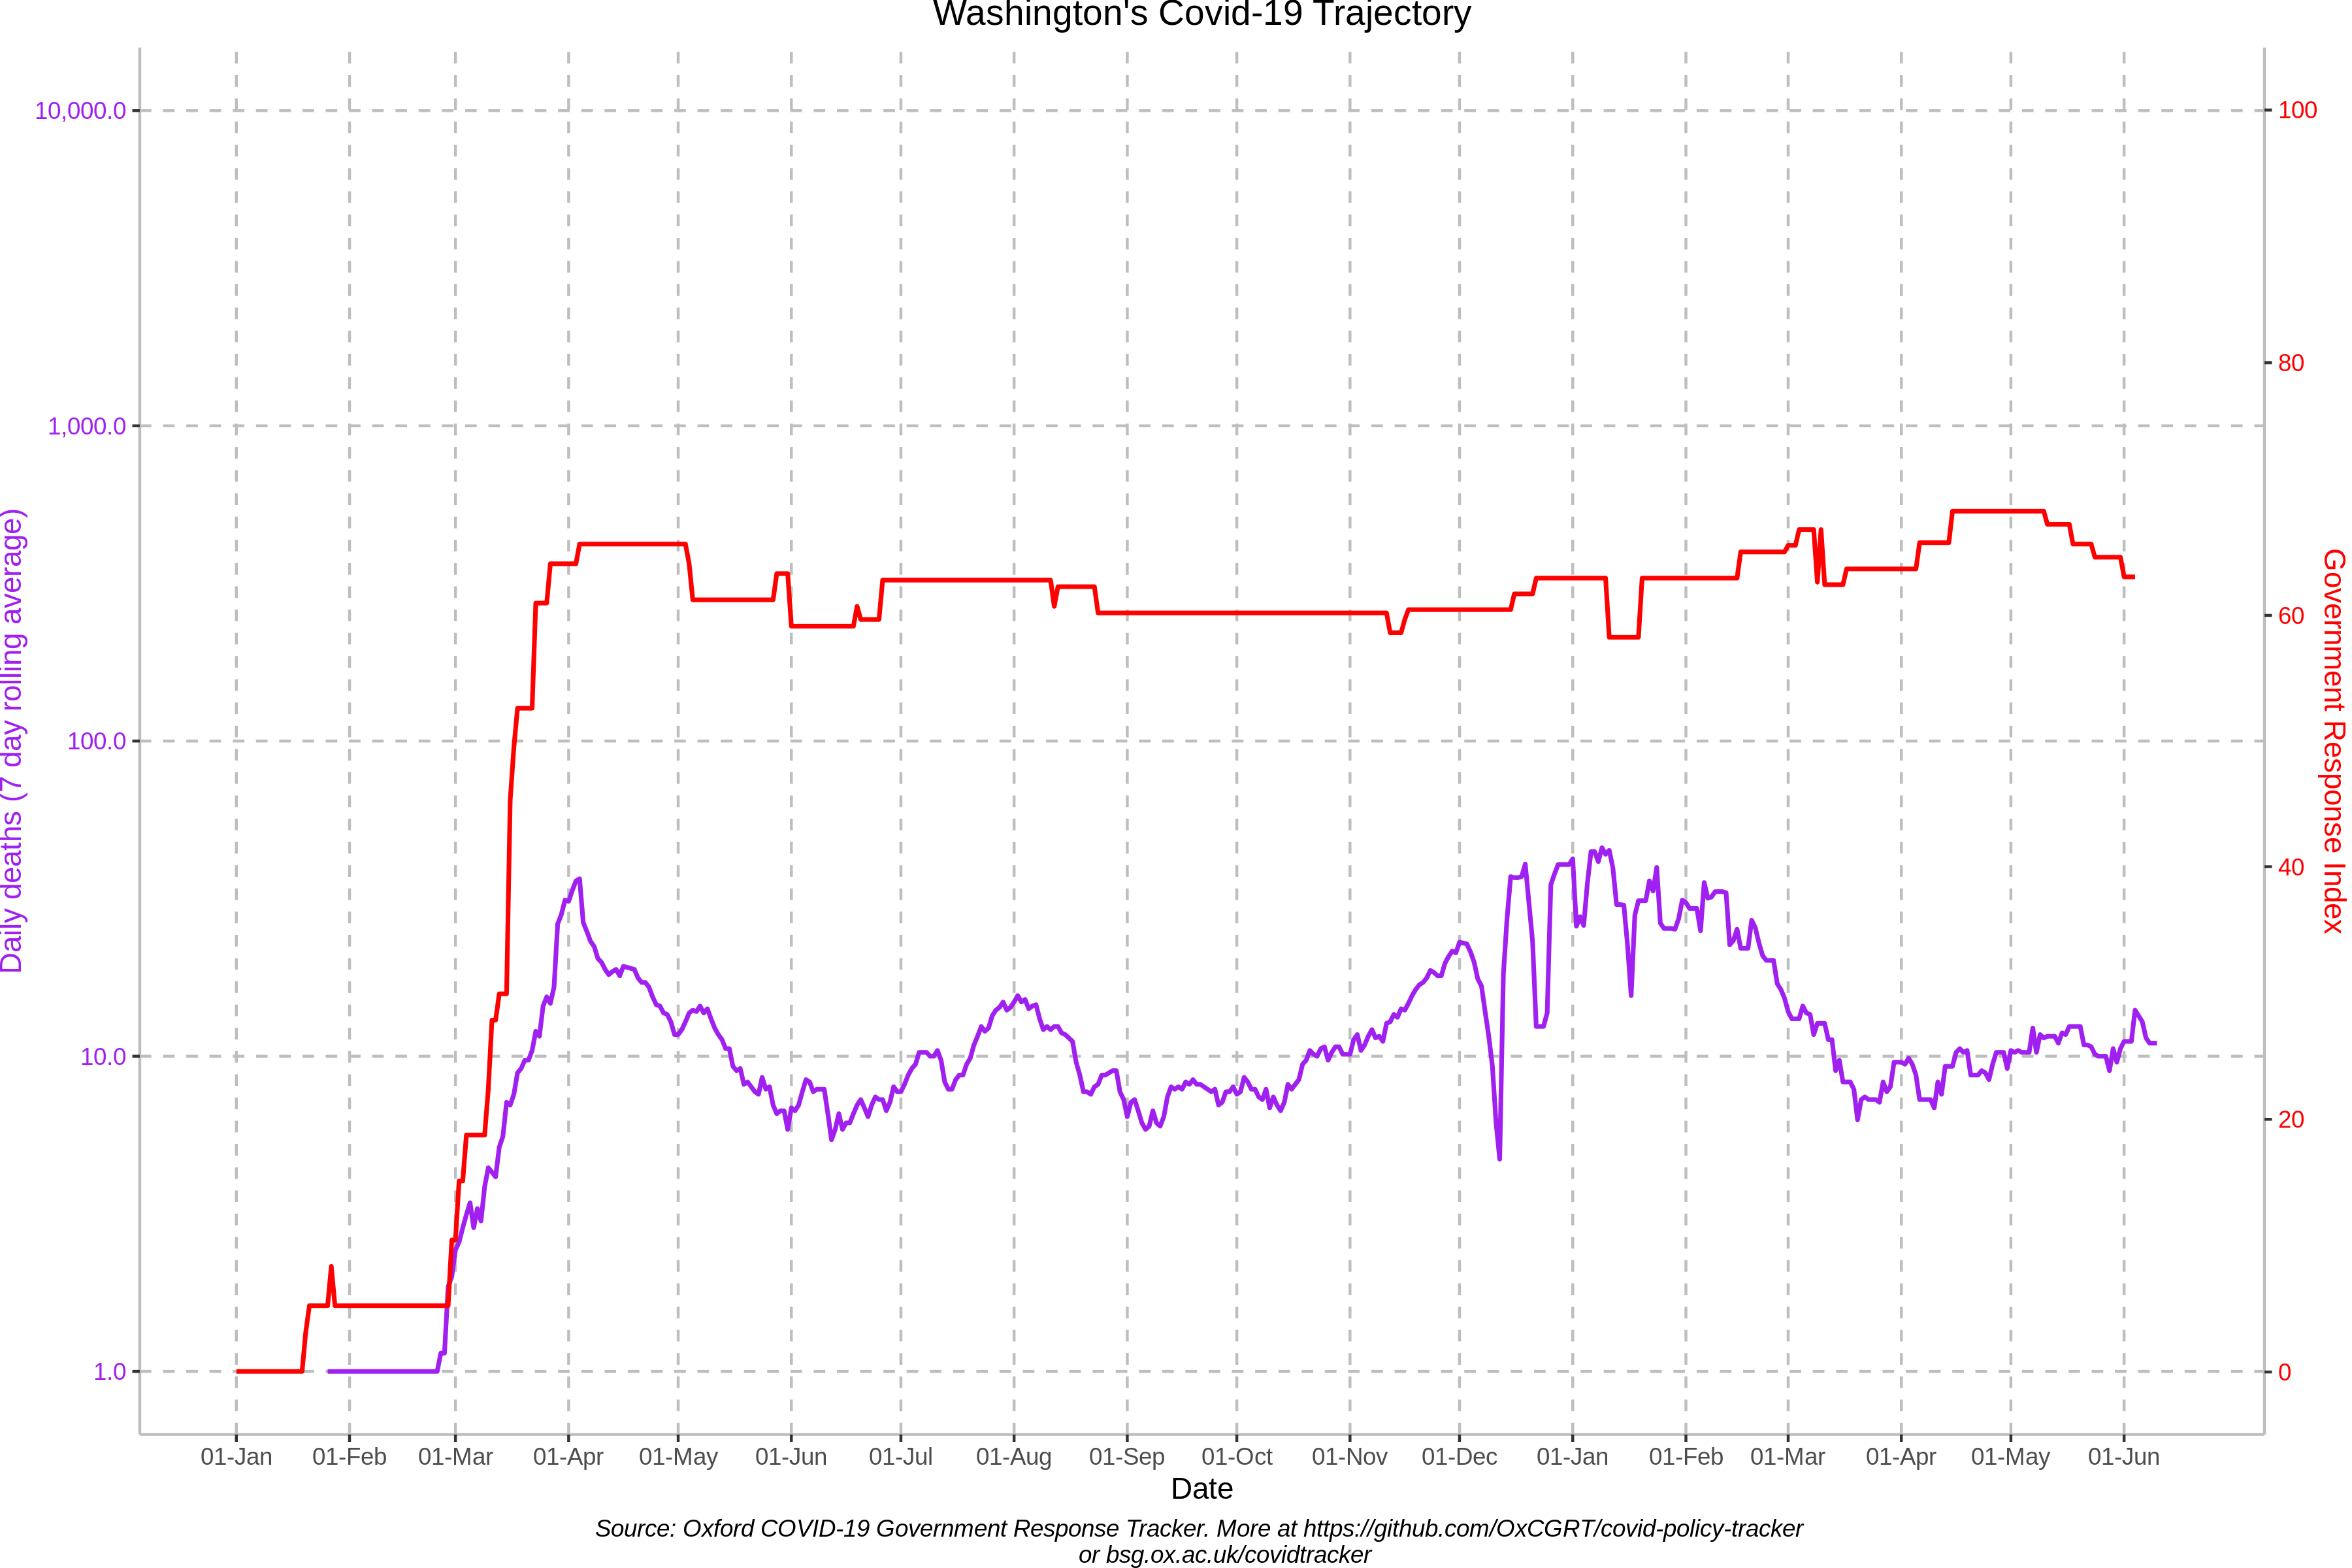 Washington's Covid-19 Trajectory
10,000.0
1,000.0
100.0
10.0
1.0
Daily deaths (7 day rolling average)
100
80
60
40
20
0
Government Response Index
01-Jan 01-Feb 01-Mar 01-Apr 01-May 01-Jun 01-Jul 01-Aug 01-Sep 01-Oct 01-Nov 01-Dec 01-Jan 01-Feb 01-Mar 01-Apr 01-May 01-Jun
Date
Source: Oxford COVID-19 Government Response Tracker. More at https://github.com/OxCGRT/covid-policy-tracker
or bsg.ox.ac.uk/covidtracker